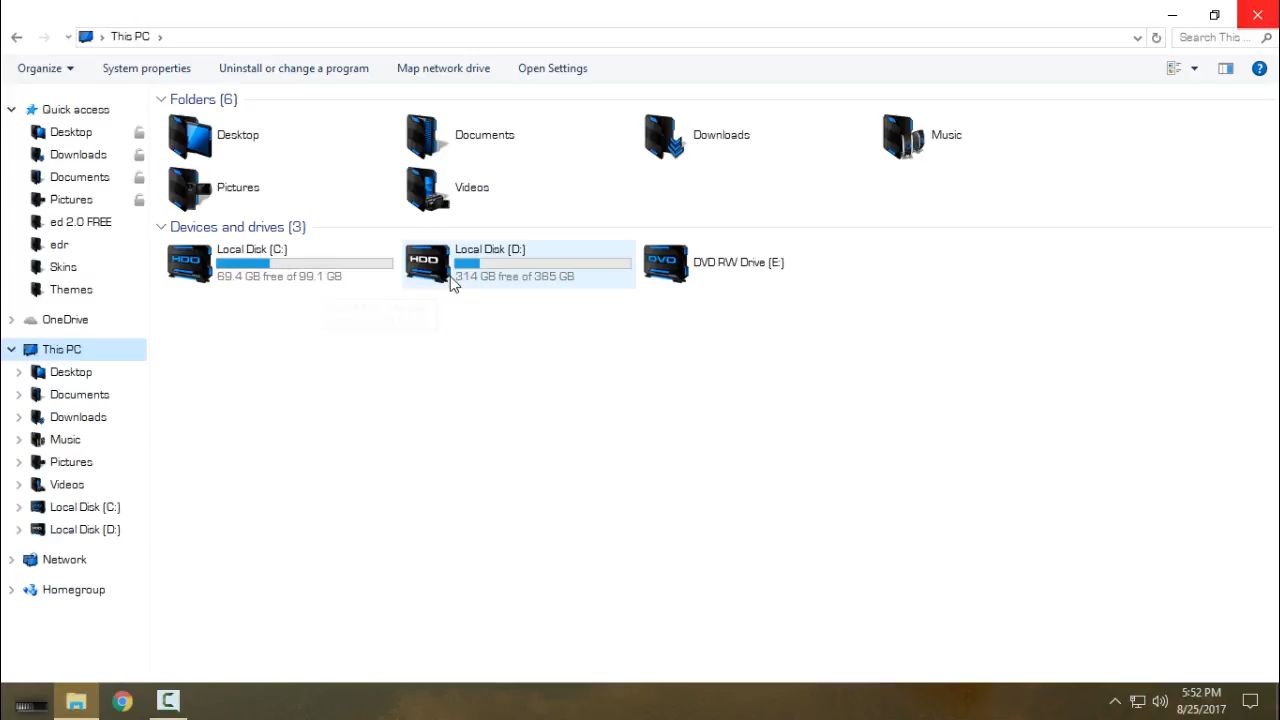 This PC
Search This ...
Organize
System properties
Uninstall or change a program
Map network drive
Open Settings
Quick access
Desktop
Downloads
Documents
Pictures
ed 2.0 FREE
edr
Skins
Themes
OneDrive
This PC
Desktop
Documents
Downloads
Music
Pictures
Videos
Local Disk (C:)
Local Disk (D:)
Network
Homegroup
Folders (6)
Desktop
Documents
Downloads
Music
Pictures
Videos
Devices and drives (3)
HDD
Local Disk (C:)
69.4 GB free of 99.1 GB
HDD
Local Disk (D:)
314 GB free of 365 GB
DVD
DVD RW Drive (E:)
5:52 PM
8/25/2017